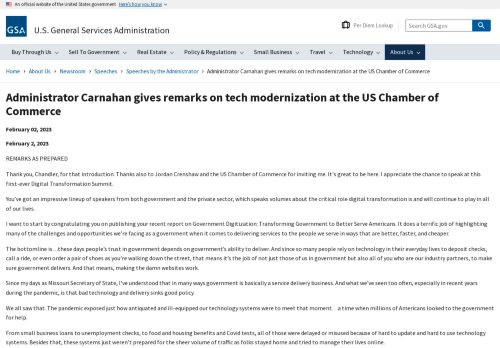 An official website of the United States government Here's how you know
GSA U.S. General Services Administration
Per Diem Lookup
Search GSA.gov
Buy Through Us Sell To Government Real Estate Policy & Regulations Small Business Travel Technology About Us
Home › About Us › Newsroom › Speeches › Speeches by the Administrator › Administrator Carnahan gives remarks on tech modernization at the US Chamber of Commerce
Administrator Carnahan gives remarks on tech modernization at the US Chamber of
Commerce
February 02, 2023
February 2, 2023
REMARKS AS PREPARED
Thank you, Chandler, for that introduction. Thanks also to Jordan Crenshaw and the US Chamber of Commerce for inviting me. It's great to be here. I appreciate the chance to speak at this
first-ever Digital Transformation Summit.
You've got an impressive lineup of speakers from both government and the private sector, which speaks volumes about the critical role digital transformation is and will continue to play in all
of our lives.
I want to start by congratulating you on publishing your recent report on Government Digitization: Transforming Government to Better Serve Americans. It does a terrific job of highlighting
many of the challenges and opportunities we're facing as a government when it comes to delivering services to the people we serve in ways that are better, faster, and cheaper.
The bottomline is…these days people's trust in government depends on government's ability to deliver. And since so many people rely on technology in their everyday lives to deposit checks,
call a ride, or even order a pair of shoes as you're walking down the street, that means it's the job of not just those of us in government but also all of you who are our industry partners, to make
sure government delivers. And that means, making the damn websites work.
Since my days as Missouri Secretary of State, I've understood that in many ways government is basically a service delivery business. And what we've seen too often, especially in recent years
during the pandemic, is that bad technology and delivery sinks good policy.
We all saw that. The pandemic exposed just how antiquated and ill-equipped our technology systems were to meet that moment. a time when millions of Americans looked to the government
for help.
From small business loans to unemployment checks, to food and housing benefits and Covid tests, all of those were delayed or misused because of hard to update and hard to use technology
systems. Besides that, these systems just weren't prepared for the sheer volume of traffic as folks stayed home and tried to manage their lives online.